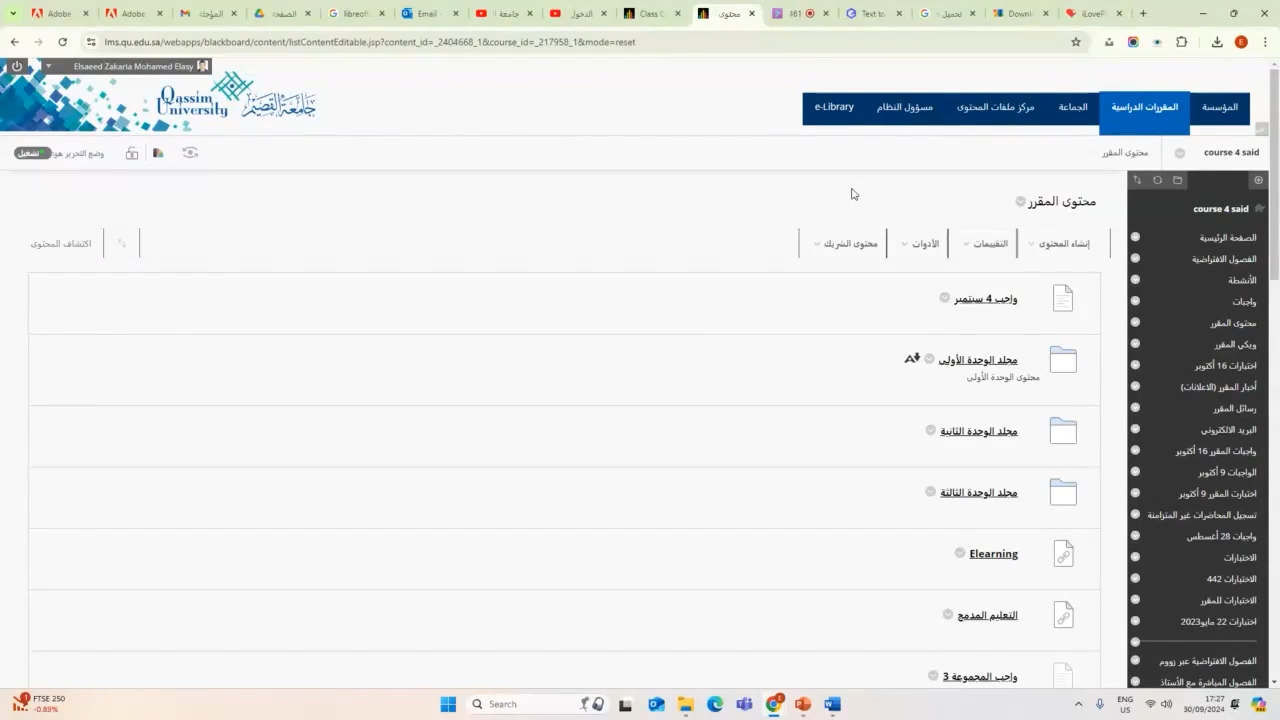 Adobe
Adobe
المؤلجك
الصفحة
libreof
Email -
جامعة ا
الدخول
Class C
محتوى
461
Text to
تحميل
Downl
iLoveP
lms.qu.edu.sa/webapps/blackboard/content/listContentEditable.jsp?content_id=_2404668_1&course_id=_217958_1&mode=reset
Elsaeed Zakaria Mohamed Elasy
Qassim University
جامعة القصيم
المؤسسة
المقررات الدراسية
الجماعة
مركز ملفات المحتوى
مسؤول النظام
e-Library
course 4 said
محتوى المقرر
وضع التحرير هو:
تشغيل
محتوى المقرر
إنشاء المحتوى
التقييمات
الأدوات
محتوى الشريك
اكتشاف المحتوى
واجب 4 سبتمبر
مجلد الوحدة الأولى
محتوى الوحدة الأولى
مجلد الوحدة الثانية
مجلد الوحدة الثالثة
Elearning
التعليم المدمج
واجب المجموعة 3
course 4 said
الصفحة الرئيسية
الفصول الافتراضية
الأنشطة
واجبات
محتوى المقرر
ويكي المقرر
اختبارات 16 أكتوبر
أخبار المقرر (الاعلانات)
رسائل المقرر
البريد الالكتروني
واجبات المقرر 16 أكتوبر
الواجبات 9 أكتوبر
اختبارت المقرر 9 أكتوبر
تسجيل المحاضرات غير المتزامنة
واجبات 28 أغسطس
الاختبارات
الاختبارات 442
الاختبارات للمقرر
اختبارات 22 مايو2023
الفصول الافتراضية عبر زووم
الفصول المباشرة مع الأستاذ
FTSE 250
-0.89%
Search
ENG
US
17:27
30/09/2024